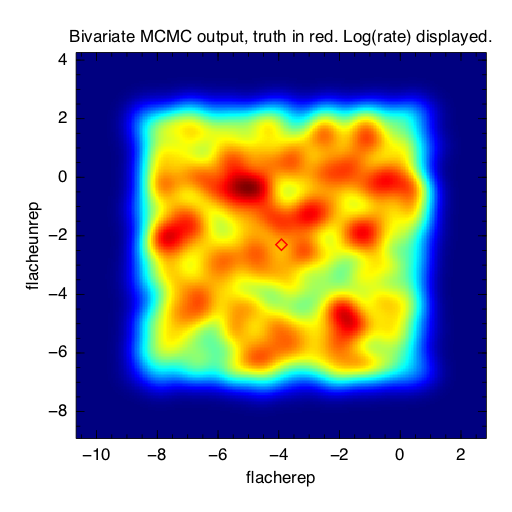 Bivariate MCMC output, truth in red. Log(rate) displayed.
4
2
0
−2
−4
−6
−8
flacheunrep
−10 −8 −6 −4 −2 0 2
flacherep